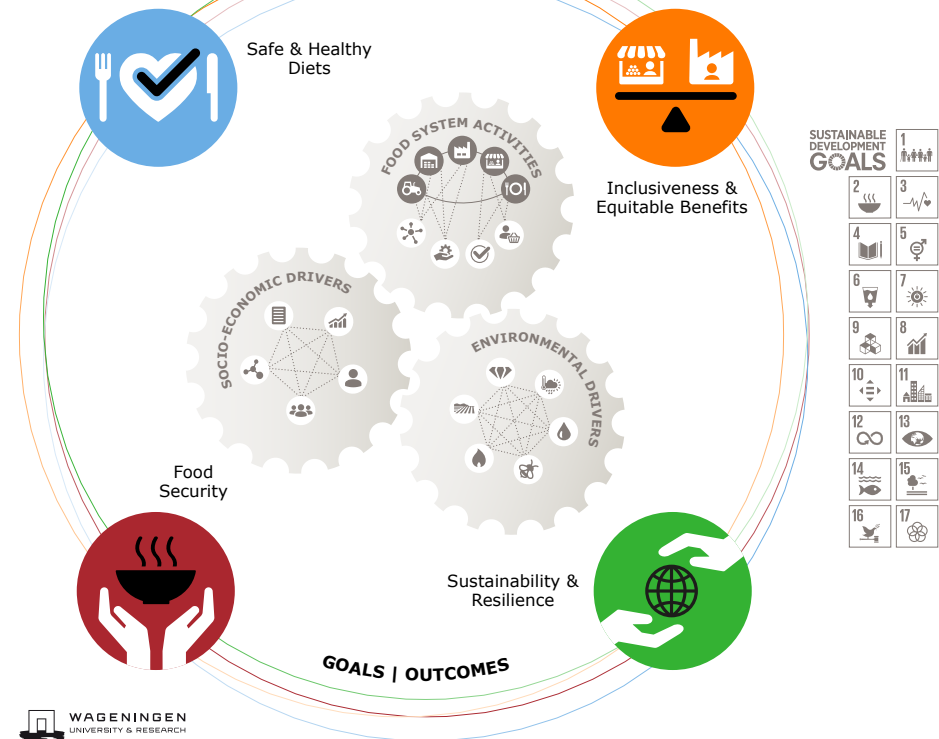 Safe & Healthy
Diets
FOOD SYSTEM ACTIVITIES
Inclusiveness &
Equitable Benefits
SUSTAINABLE
DEVELOPMENT
GOALS
1
2
3
4
5
6
7
9
8
10
11
12
13
14
15
16
17
SOCIO-ECONOMIC DRIVERS
ENVIRONMENTAL DRIVERS
Food
Security
Sustainability &
Resilience
GOALS | OUTCOMES
WAGENINGEN
UNIVERSITY & RESEARCH